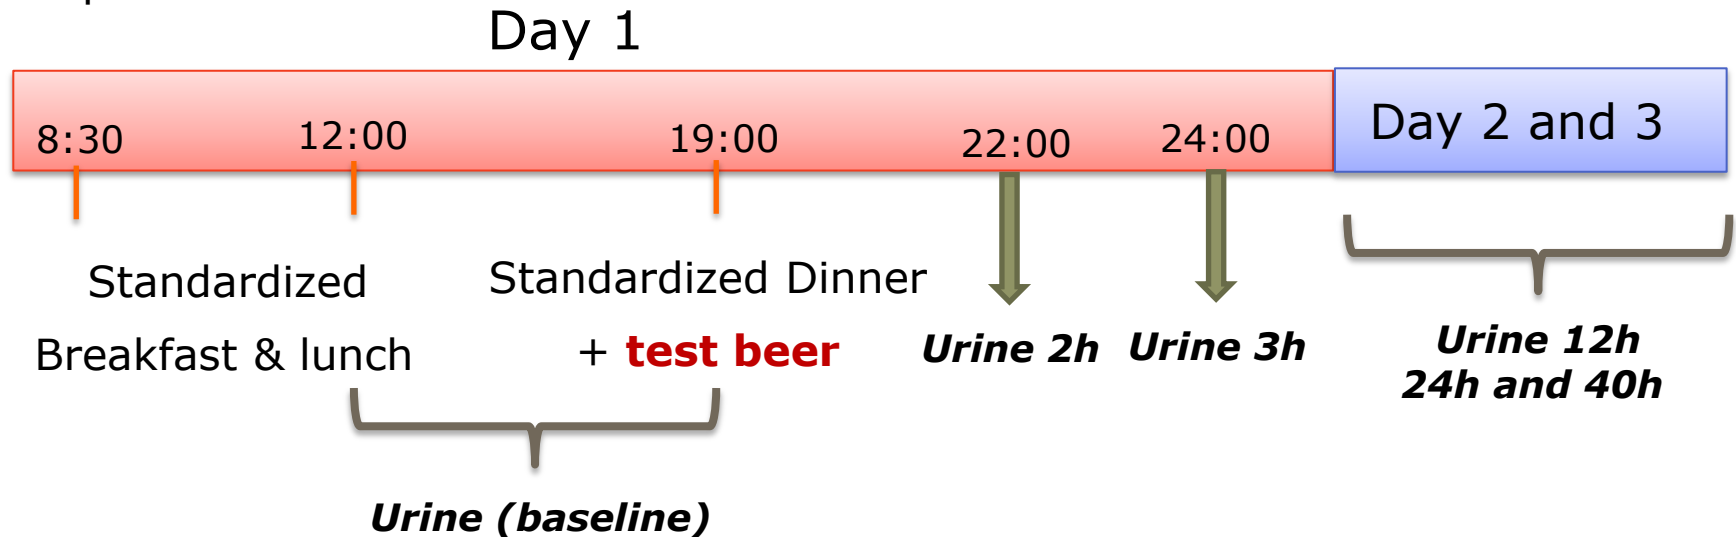 Day 1
8:30
12:00
19:00
22:00
24:00
Day 2 and 3
Standardized
Breakfast & lunch
Standardized Dinner
+ test beer
Urine 2h
Urine 3h
Urine 12h
24h and 40h
Urine (baseline)